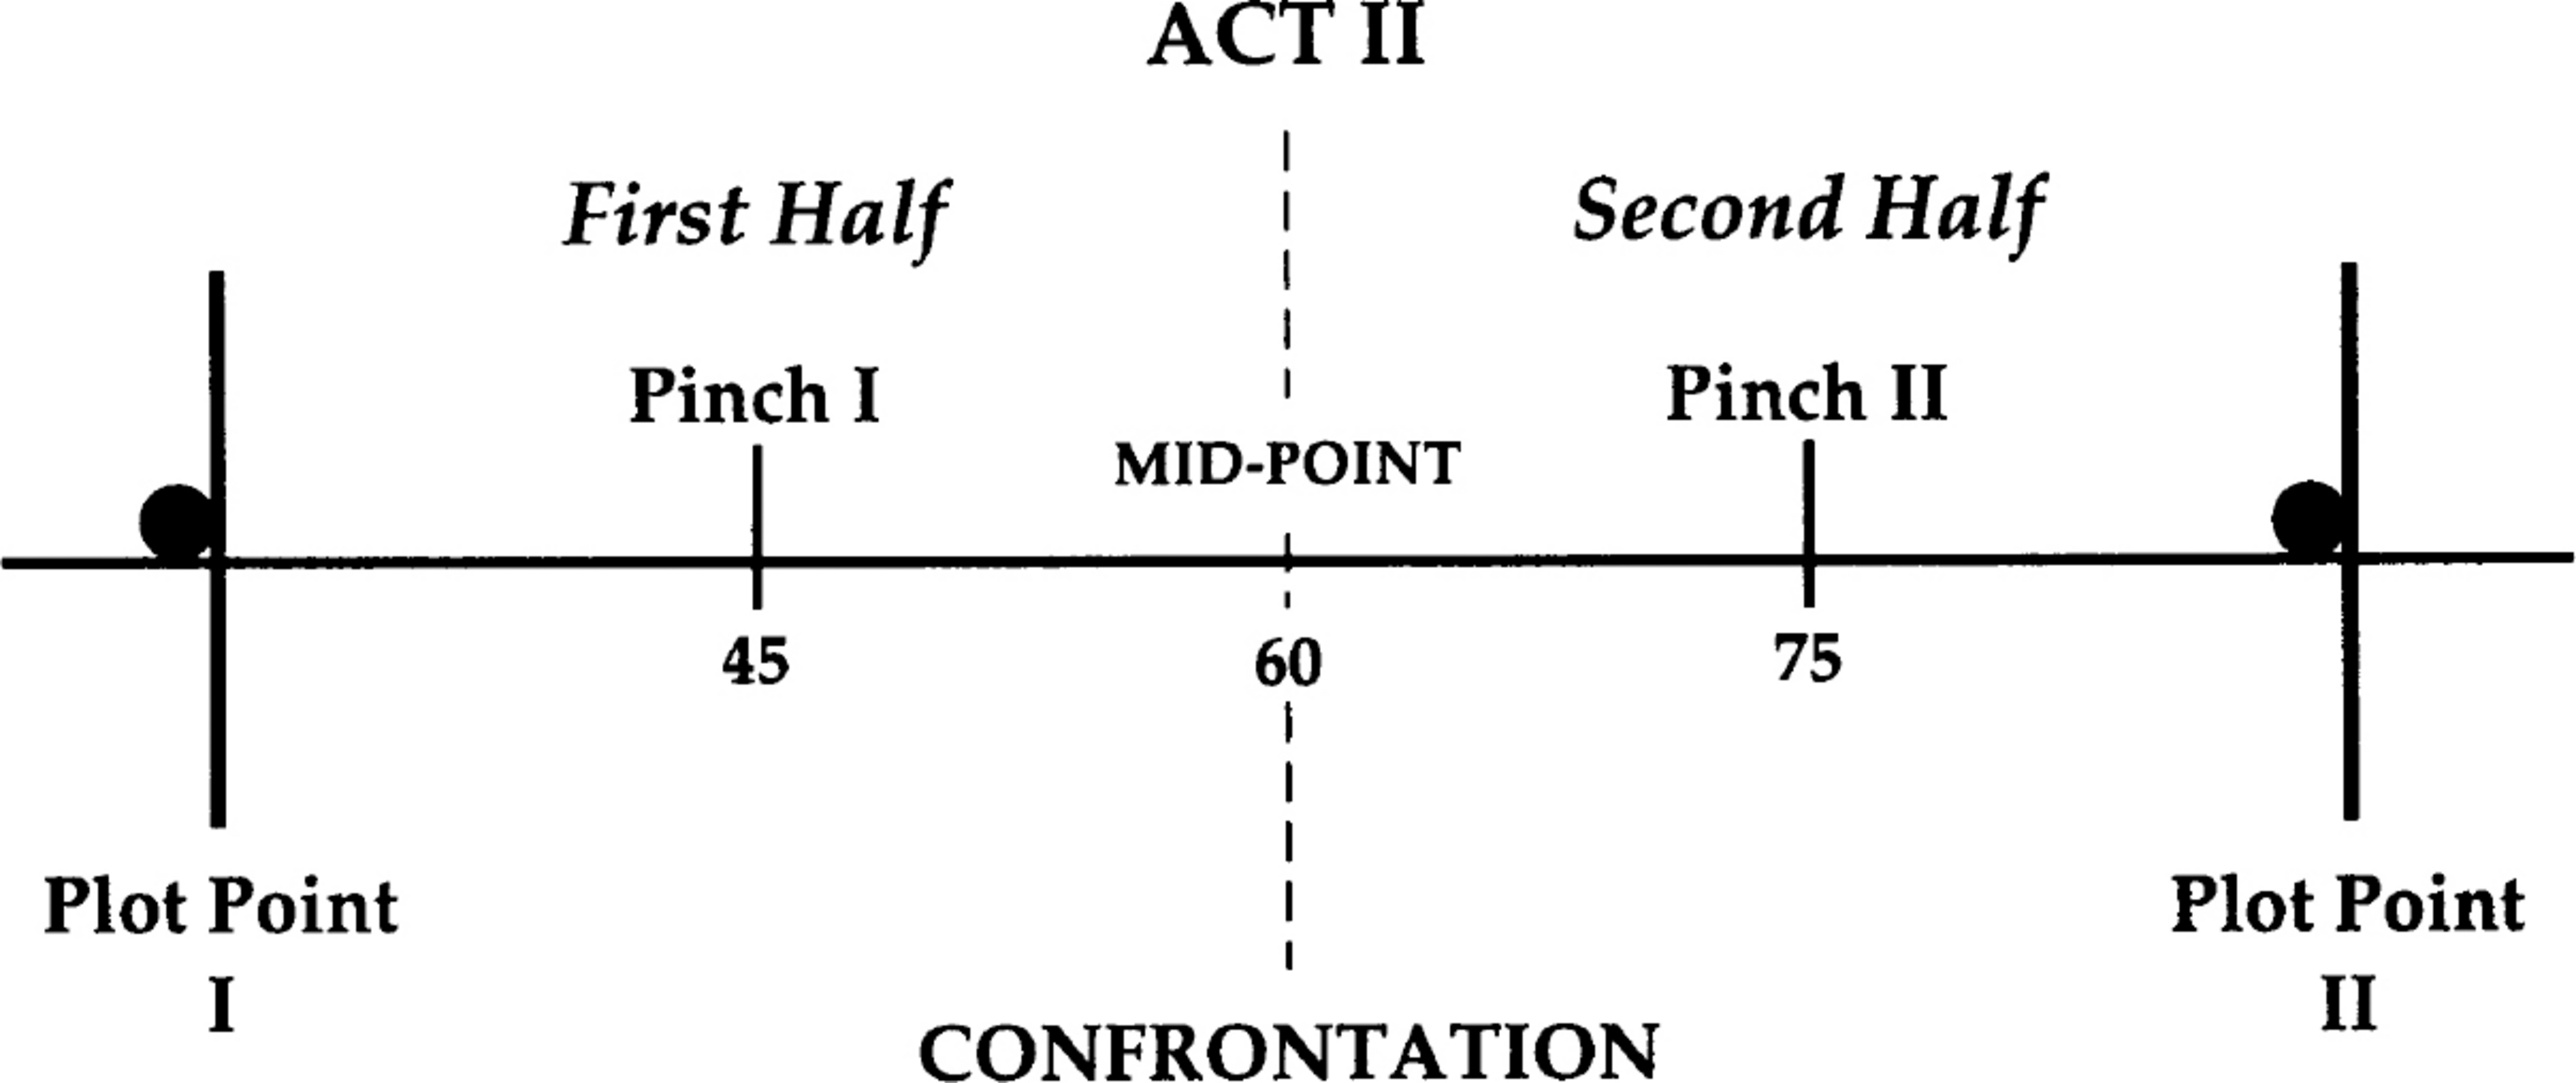 ACT II
First Half
Second Half
Pinch I
Pinch II
MID-POINT
45
60
75
Plot Point
I
Plot Point
II
CONFRONTATION